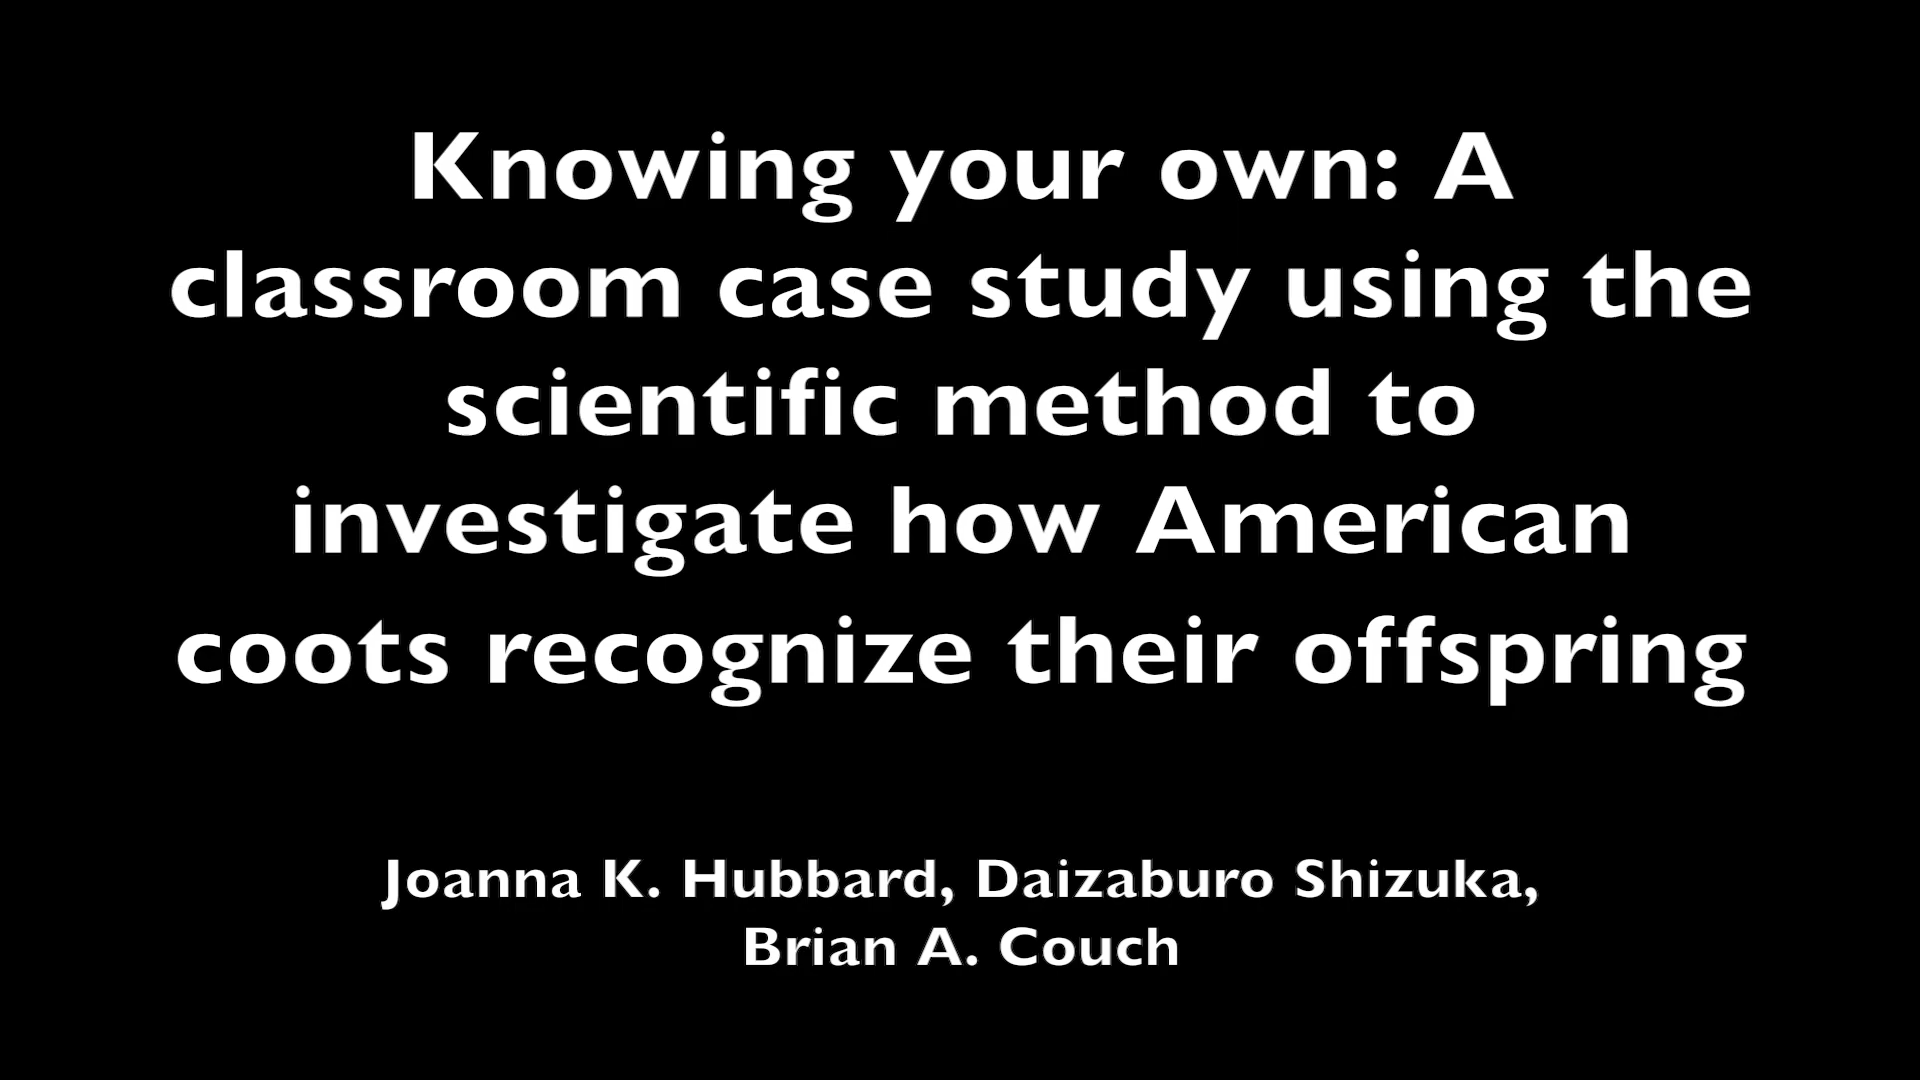 Knowing your own: A
classroom case study using the
scientific method to
investigate how American
coots recognize their offspring
Joanna K. Hubbard, Daizaburo Shizuka,
Brian A. Couch